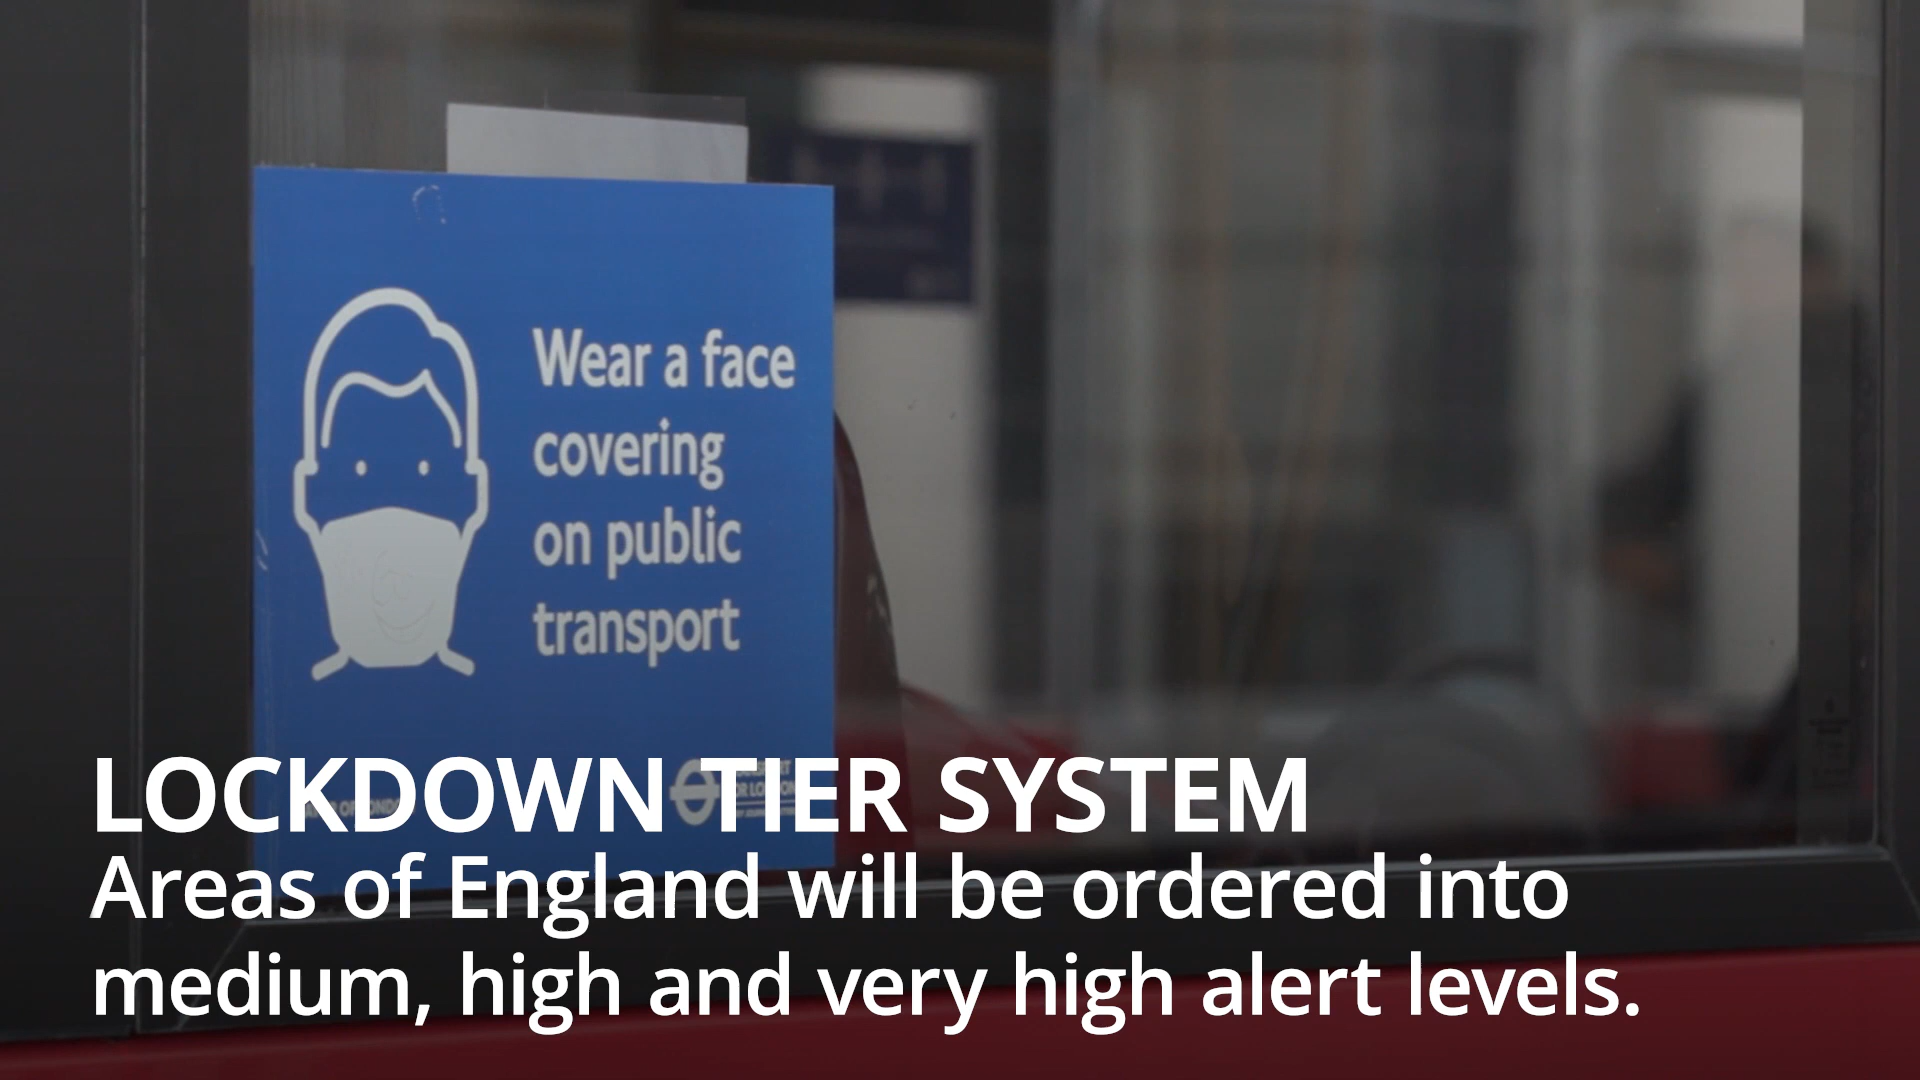 Wear a face
covering
on public
transport
LOCKDOWN TIER SYSTEM
Areas of England will be ordered into
medium, high and very high alert levels.